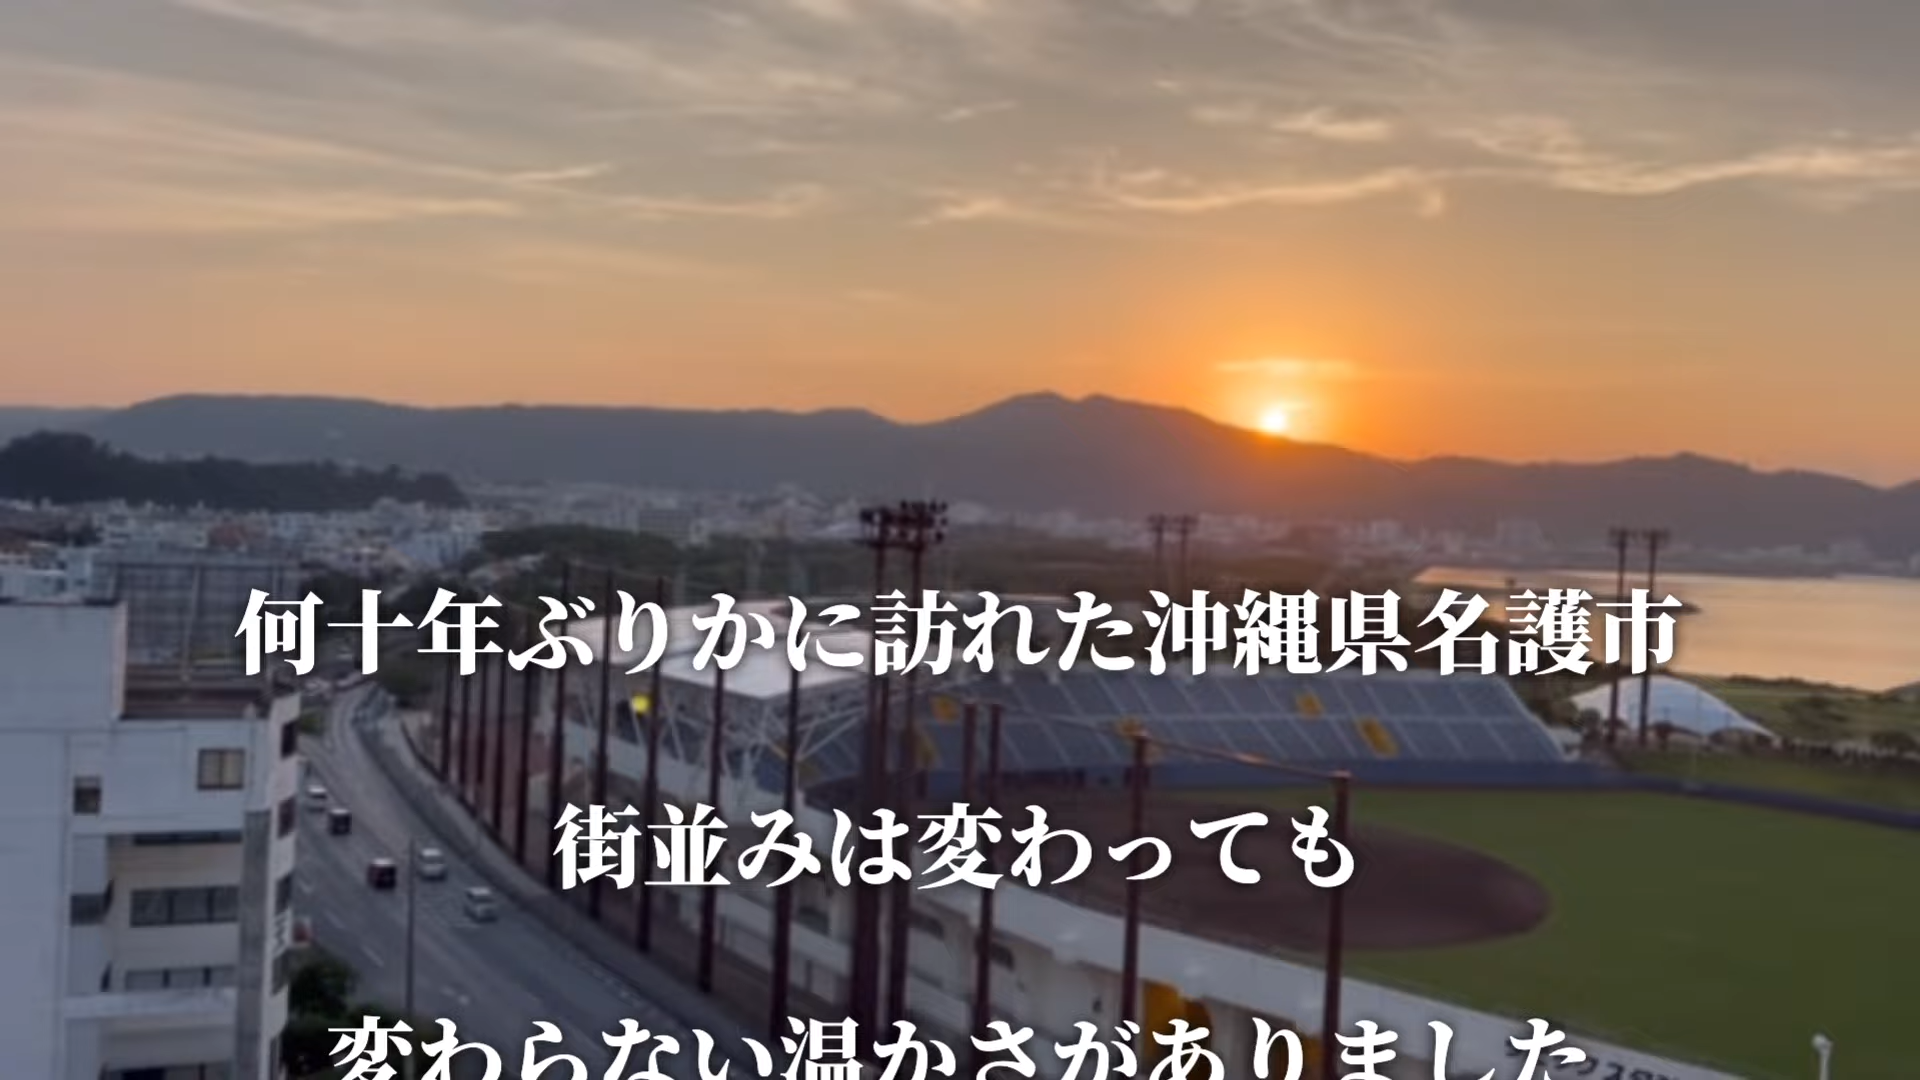 何十年ぶりかに訪れた沖縄県名護市
街並みは変わっても
変わらない温かさがありました